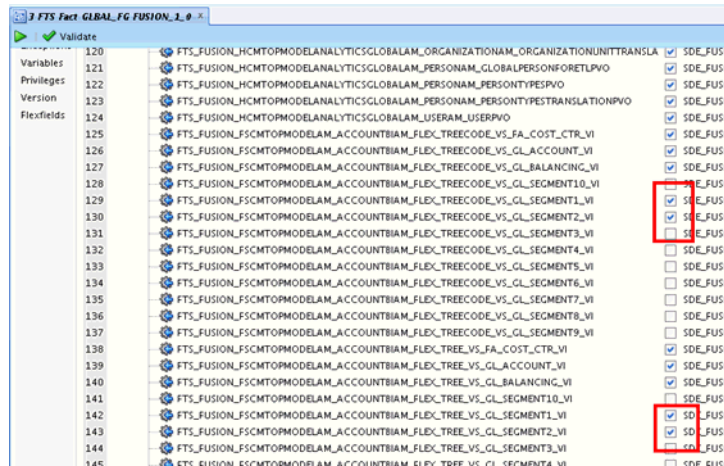 3 FTS Fact GLBAL_FG FUSION_1_0 ×
Validate
Variables
Privileges
Version
Flexfields
120 FTS_FUSION_HCMTOPMODELANALYTICSGLOBALAM_ORGANIZATIONAM_ORGANIZATIONUNITTRANSLA SDE_FUS
121 FTS_FUSION_HCMTOPMODELANALYTICSGLOBALAM_PERSONAM_GLOBALPERSONFORETLPVO SDE_FUS
122 FTS_FUSION_HCMTOPMODELANALYTICSGLOBALAM_PERSONAM_PERSONTYPESPVO SDE_FUS
123 FTS_FUSION_HCMTOPMODELANALYTICSGLOBALAM_PERSONAM_PERSONTYPESTRANSLATIONPVO SDE_FUS
124 FTS_FUSION_HCMTOPMODELANALYTICSGLOBALAM_USERAM_USERPVO SDE_FUS
125 FTS_FUSION_FSCMTOPMODELAM_ACCOUNTBIAM_FLEX_TREECODE_VS_FA_COST_CTR_VI SDE_FUS
126 FTS_FUSION_FSCMTOPMODELAM_ACCOUNTBIAM_FLEX_TREECODE_VS_GL_ACCOUNT_VI SDE_FUS
127 FTS_FUSION_FSCMTOPMODELAM_ACCOUNTBIAM_FLEX_TREECODE_VS_GL_BALANCING_VI SDE_FUS
128 FTS_FUSION_FSCMTOPMODELAM_ACCOUNTBIAM_FLEX_TREECODE_VS_GL_SEGMENT10_VI SDE_FUS
129 FTS_FUSION_FSCMTOPMODELAM_ACCOUNTBIAM_FLEX_TREECODE_VS_GL_SEGMENT1_VI SDE_FUS
130 FTS_FUSION_FSCMTOPMODELAM_ACCOUNTBIAM_FLEX_TREECODE_VS_GL_SEGMENT2_VI SDE_FUS
131 FTS_FUSION_FSCMTOPMODELAM_ACCOUNTBIAM_FLEX_TREECODE_VS_GL_SEGMENT3_VI SDE_FUS
132 FTS_FUSION_FSCMTOPMODELAM_ACCOUNTBIAM_FLEX_TREECODE_VS_GL_SEGMENT4_VI SDE_FUS
133 FTS_FUSION_FSCMTOPMODELAM_ACCOUNTBIAM_FLEX_TREECODE_VS_GL_SEGMENT5_VI SDE_FUS
134 FTS_FUSION_FSCMTOPMODELAM_ACCOUNTBIAM_FLEX_TREECODE_VS_GL_SEGMENT6_VI SDE_FUS
135 FTS_FUSION_FSCMTOPMODELAM_ACCOUNTBIAM_FLEX_TREECODE_VS_GL_SEGMENT7_VI SDE_FUS
136 FTS_FUSION_FSCMTOPMODELAM_ACCOUNTBIAM_FLEX_TREECODE_VS_GL_SEGMENT8_VI SDE_FUS
137 FTS_FUSION_FSCMTOPMODELAM_ACCOUNTBIAM_FLEX_TREECODE_VS_GL_SEGMENT9_VI SDE_FUS
138 FTS_FUSION_FSCMTOPMODELAM_ACCOUNTBIAM_FLEX_TREE_VS_FA_COST_CTR_VI SDE_FUS
139 FTS_FUSION_FSCMTOPMODELAM_ACCOUNTBIAM_FLEX_TREE_VS_GL_ACCOUNT_VI SDE_FUS
140 FTS_FUSION_FSCMTOPMODELAM_ACCOUNTBIAM_FLEX_TREE_VS_GL_BALANCING_VI SDE_FUS
141 FTS_FUSION_FSCMTOPMODELAM_ACCOUNTBIAM_FLEX_TREE_VS_GL_SEGMENT10_VI SDE_FUS
142 FTS_FUSION_FSCMTOPMODELAM_ACCOUNTBIAM_FLEX_TREE_VS_GL_SEGMENT1_VI SDE_FUS
143 FTS_FUSION_FSCMTOPMODELAM_ACCOUNTBIAM_FLEX_TREE_VS_GL_SEGMENT2_VI SDE_FUS
144 FTS_FUSION_FSCMTOPMODELAM_ACCOUNTBIAM_FLEX_TREE_VS_GL_SEGMENT3_VI SDE_FUS
145 FTS_FUSION_FSCMTOPMODELAM_ACCOUNTBIAM_FLEX_TREE_VS_GL_SEGMENT4_VI SDE_FUS